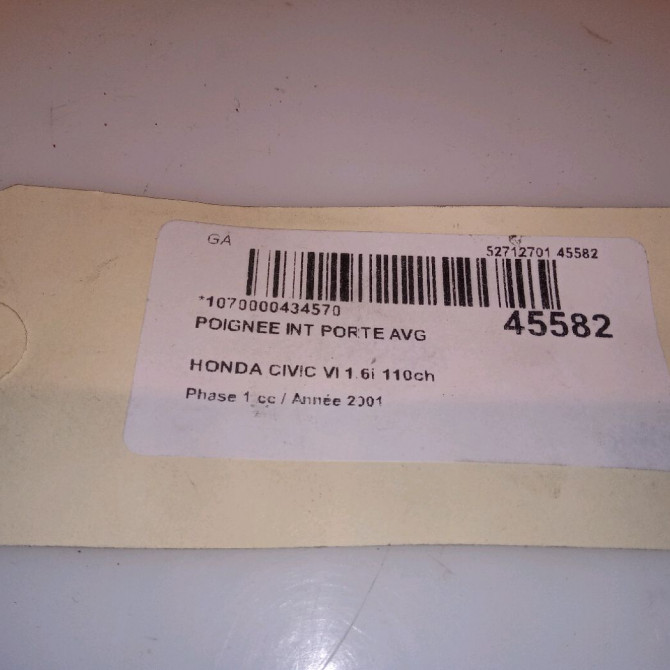 GA
52712701 45582
*1070000434570
45582
POIGNEE INT PORTE AVG
HONDA CIVIC VI 1.6i 110ch
Phase 1 cc / Année 2001